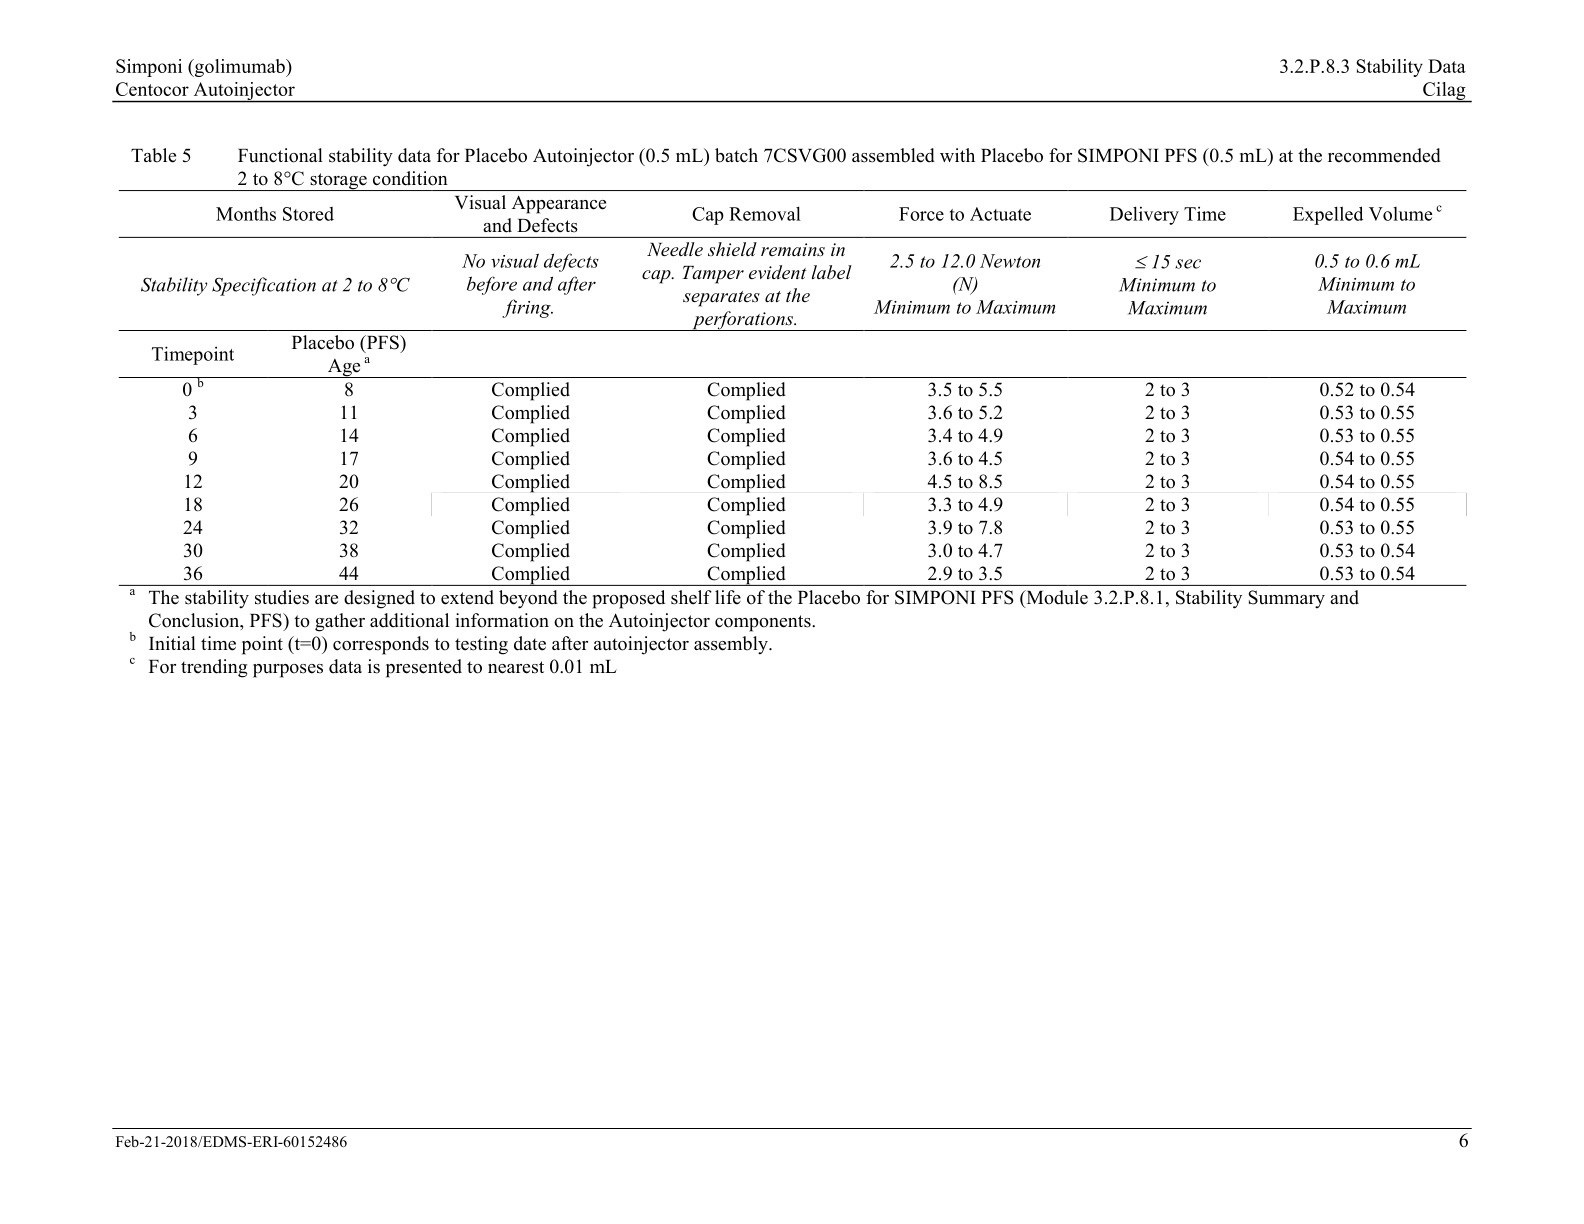 Simponi (golimumab) 3.2.P.8.3 Stability Data
Centocor Autoinjector Cilag
Table 5 Functional stability data for Placebo Autoinjector (0.5 mL) batch 7CSVG00 assembled with Placebo for SIMPONI PFS (0.5 mL) at the recommended
2 to 8°C storage condition
Months Stored Visual Appearance and Defects Cap Removal Force to Actuate Delivery Time Expelled Volume c
Stability Specification at 2 to 8°C No visual defects before and after firing. Needle shield remains in cap. Tamper evident label separates at the perforations. 2.5 to 12.0 Newton (N) Minimum to Maximum ≤ 15 sec Minimum to Maximum 0.5 to 0.6 mL Minimum to Maximum
Timepoint Placebo (PFS) Age a
0 b 8 Complied Complied 3.5 to 5.5 2 to 3 0.52 to 0.54
3 11 Complied Complied 3.6 to 5.2 2 to 3 0.53 to 0.55
6 14 Complied Complied 3.4 to 4.9 2 to 3 0.53 to 0.55
9 17 Complied Complied 3.6 to 4.5 2 to 3 0.54 to 0.55
12 20 Complied Complied 4.5 to 8.5 2 to 3 0.54 to 0.55
18 26 Complied Complied 3.3 to 4.9 2 to 3 0.54 to 0.55
24 32 Complied Complied 3.9 to 7.8 2 to 3 0.53 to 0.55
30 38 Complied Complied 3.0 to 4.7 2 to 3 0.53 to 0.54
36 44 Complied Complied 2.9 to 3.5 2 to 3 0.53 to 0.54
a The stability studies are designed to extend beyond the proposed shelf life of the Placebo for SIMPONI PFS (Module 3.2.P.8.1, Stability Summary and
Conclusion, PFS) to gather additional information on the Autoinjector components.
b Initial time point (t=0) corresponds to testing date after autoinjector assembly.
c For trending purposes data is presented to nearest 0.01 mL
Feb-21-2018/EDMS-ERI-60152486 6